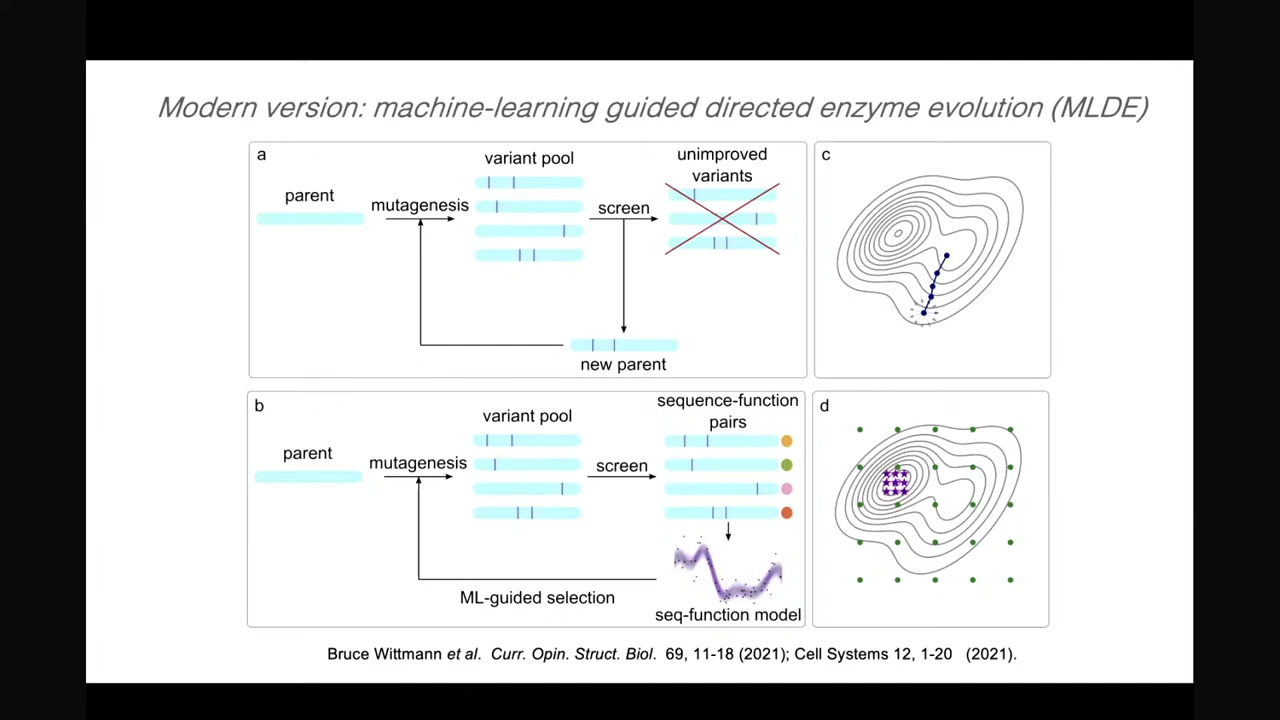 Modern version: machine-learning guided directed enzyme evolution (MLDE)
a
parent
mutagenesis
variant pool
screen
unimproved
variants
new parent
c
b
parent
mutagenesis
variant pool
screen
sequence-function
pairs
ML-guided selection
seq-function model
d
Bruce Wittmann et al. Curr. Opin. Struct. Biol. 69, 11-18 (2021); Cell Systems 12, 1-20 (2021).